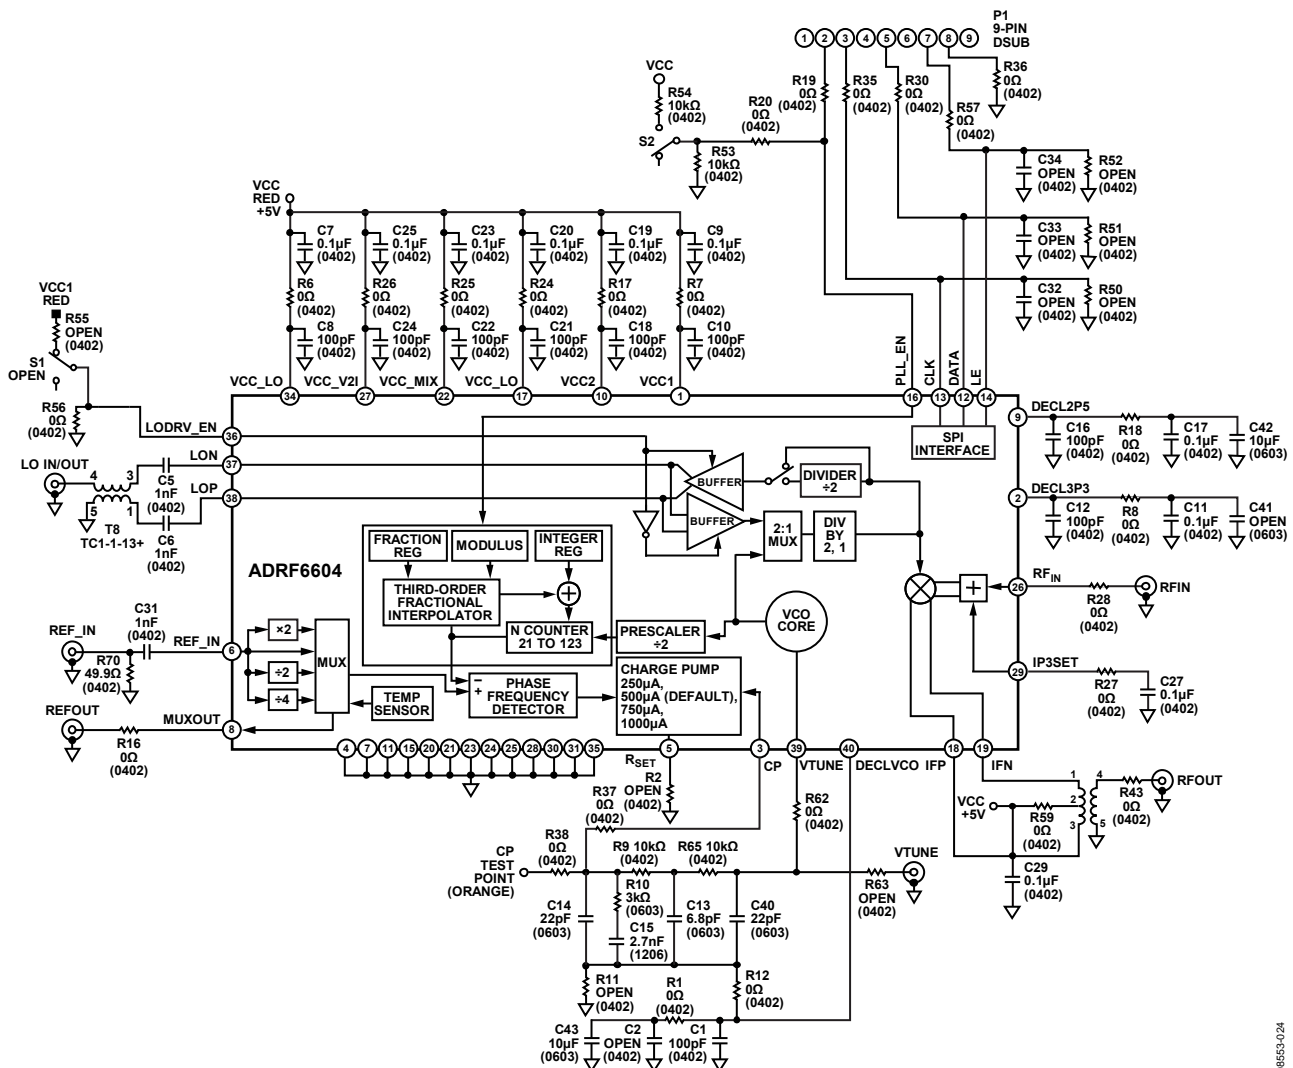 P1
9-PIN
DSUB
1 2 3 4 5 6 7 8 9
R36
0Ω
(0402)
R19
0Ω
(0402)
R35
0Ω
(0402)
R30
0Ω
(0402)
R57
0Ω
(0402)
VCC
R54
10kΩ
(0402)
R20
0Ω
(0402)
S2
R53
10kΩ
(0402)
C34
OPEN
(0402)
R52
OPEN
(0402)
C33
OPEN
(0402)
R51
OPEN
(0402)
C32
OPEN
(0402)
R50
OPEN
(0402)
VCC
RED
+5V
C7
0.1µF
(0402)
C25
0.1µF
(0402)
C23
0.1µF
(0402)
C20
0.1µF
(0402)
C19
0.1µF
(0402)
C9
0.1µF
(0402)
R6
0Ω
(0402)
R26
0Ω
(0402)
R25
0Ω
(0402)
R24
0Ω
(0402)
R17
0Ω
(0402)
R7
0Ω
(0402)
C8
100pF
(0402)
C24
100pF
(0402)
C22
100pF
(0402)
C21
100pF
(0402)
C18
100pF
(0402)
C10
100pF
(0402)
VCC1
RED
R55
OPEN
(0402)
S1
OPEN
R56
0Ω
(0402)
VCC_LO
VCC_V2I
VCC_MIX
VCC_LO
VCC2
VCC1
PLL_EN
CLK
DATA
LE
34 27 22 17 10 1 16 13 12 14
SPI
INTERFACE
9
DECL2P5
C16
100pF
(0402)
R18
0Ω
(0402)
C17
0.1µF
(0402)
C42
10µF
(0603)
LODRV_EN
36
LON
37
LOP
38
LO IN/OUT
4 3
5 1
C5
1nF
(0402)
T8
TC1-1-13+
C6
1nF
(0402)
BUFFER
DIVIDER
÷2
BUFFER
2:1
MUX
DIV
BY
2, 1
2
DECL3P3
C12
100pF
(0402)
R8
0Ω
(0402)
C11
0.1µF
(0402)
C41
OPEN
(0603)
ADRF6604
FRACTION
REG
MODULUS
INTEGER
REG
THIRD-ORDER
FRACTIONAL
INTERPOLATOR
+
N COUNTER
21 TO 123
PRESCALER
÷2
VCO
CORE
+
26
RFIN
R28
0Ω
(0402)
RFIN
29
IP3SET
R27
0Ω
(0402)
C27
0.1µF
(0402)
C31
1nF
(0402)
REF_IN
REF_IN
6
R70
49.9Ω
(0402)
×2
÷2
÷4
MUX
TEMP
SENSOR
–
+
PHASE
FREQUENCY
DETECTOR
CHARGE PUMP
250µA,
500µA (DEFAULT),
750µA,
1000µA
REFOUT
MUXOUT
8
R16
0Ω
(0402)
4 7 11 15 20 21 23 24 25 28 30 31 35 5 3 39 40 18 19
RSET
CP
VTUNE
DECLVCO
IFP
IFN
R2
OPEN
(0402)
R37
0Ω
(0402)
R62
0Ω
(0402)
VCC
+5V
R59
0Ω
(0402)
1
2
3
4
5
R43
0Ω
(0402)
RFOUT
C29
0.1µF
(0402)
R38
0Ω
(0402)
CP
TEST
POINT
(ORANGE)
R9 10kΩ
(0402)
R65 10kΩ
(0402)
VTUNE
R63
OPEN
(0402)
C14
22pF
(0603)
R10
3kΩ
(0603)
C15
2.7nF
(1206)
C13
6.8pF
(0603)
C40
22pF
(0603)
R11
OPEN
(0402)
R1
0Ω
(0402)
R12
0Ω
(0402)
C43
10µF
(0603)
C2
OPEN
(0402)
C1
100pF
(0402)
08553-024